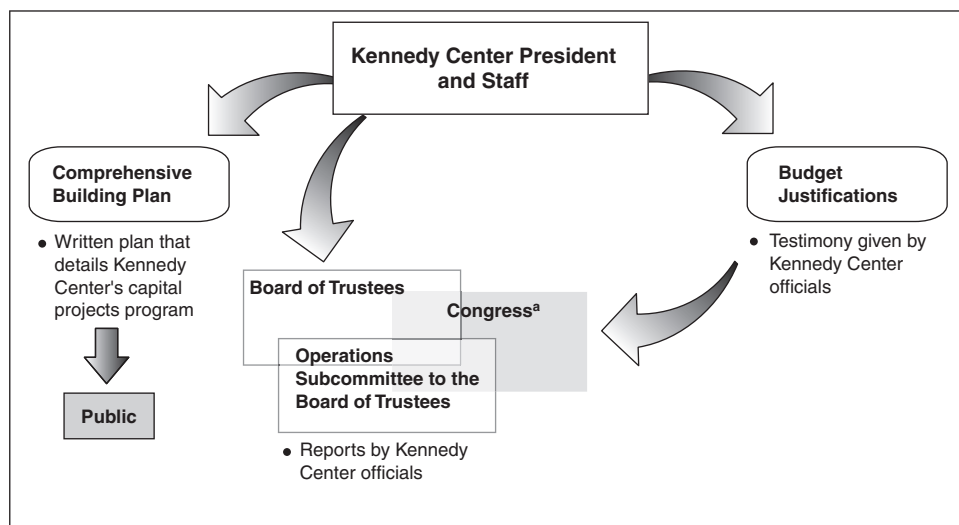 Kennedy Center President
and Staff
Comprehensive
Building Plan
• Written plan that
details Kennedy
Center's capital
projects program
Public
Board of Trustees
Congressª
Operations
Subcommittee to the
Board of Trustees
• Reports by Kennedy
Center officials
Budget
Justifications
• Testimony given by
Kennedy Center
officials